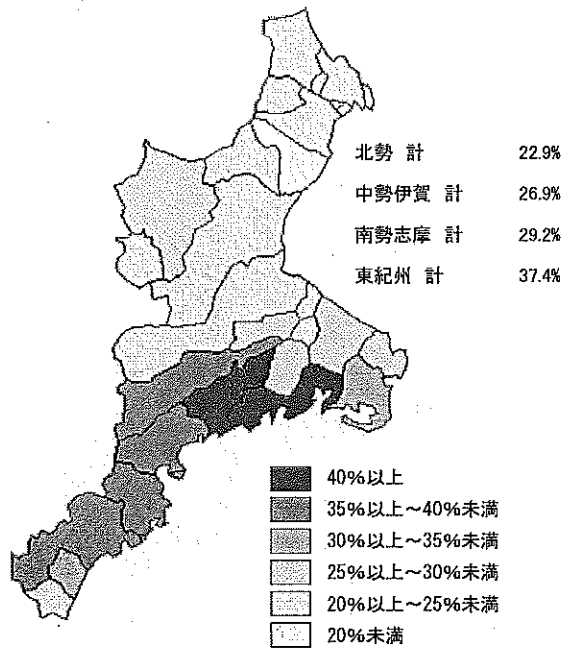 北勢 計 22.9%
中勢伊賀 計 26.9%
南勢志摩 計 29.2%
東紀州 計 37.4%
40%以上
35%以上～40%未満
30%以上～35%未満
25%以上～30%未満
20%以上～25%未満
20%未満